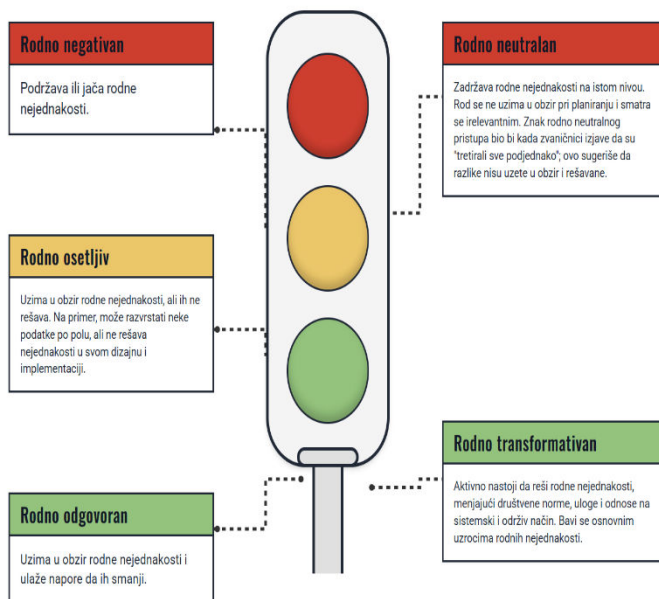 Rodno negativan
Podržava ili jača rodne
nejednakosti.
Rodno neutralan
Zadržava rodne nejednakosti na istom nivou.
Rod se ne uzima u obzir pri planiranju i smatra
se irelevantnim. Znak rodno neutralnog
pristupa bio bi kada zvaničnici izjave da su
"tretirali sve podjednako"; ovo sugeriše da
razlike nisu uzete u obzir i rešavane.
Rodno osetljiv
Uzima u obzir rodne nejednakosti, ali ih ne
rešava. Na primer, može razvrstati neke
podatke po polu, ali ne rešava
nejednakosti u svom dizajnu i
implementaciji.
Rodno transformativan
Aktivno nastoji da reši rodne nejednakosti,
menjajući društvene norme, uloge i odnose na
sistemski i održiv način. Bavi se osnovnim
uzrocima rodnih nejednakosti.
Rodno odgovoran
Uzima u obzir rodne nejednakosti i
ulaže napore da ih smanji.